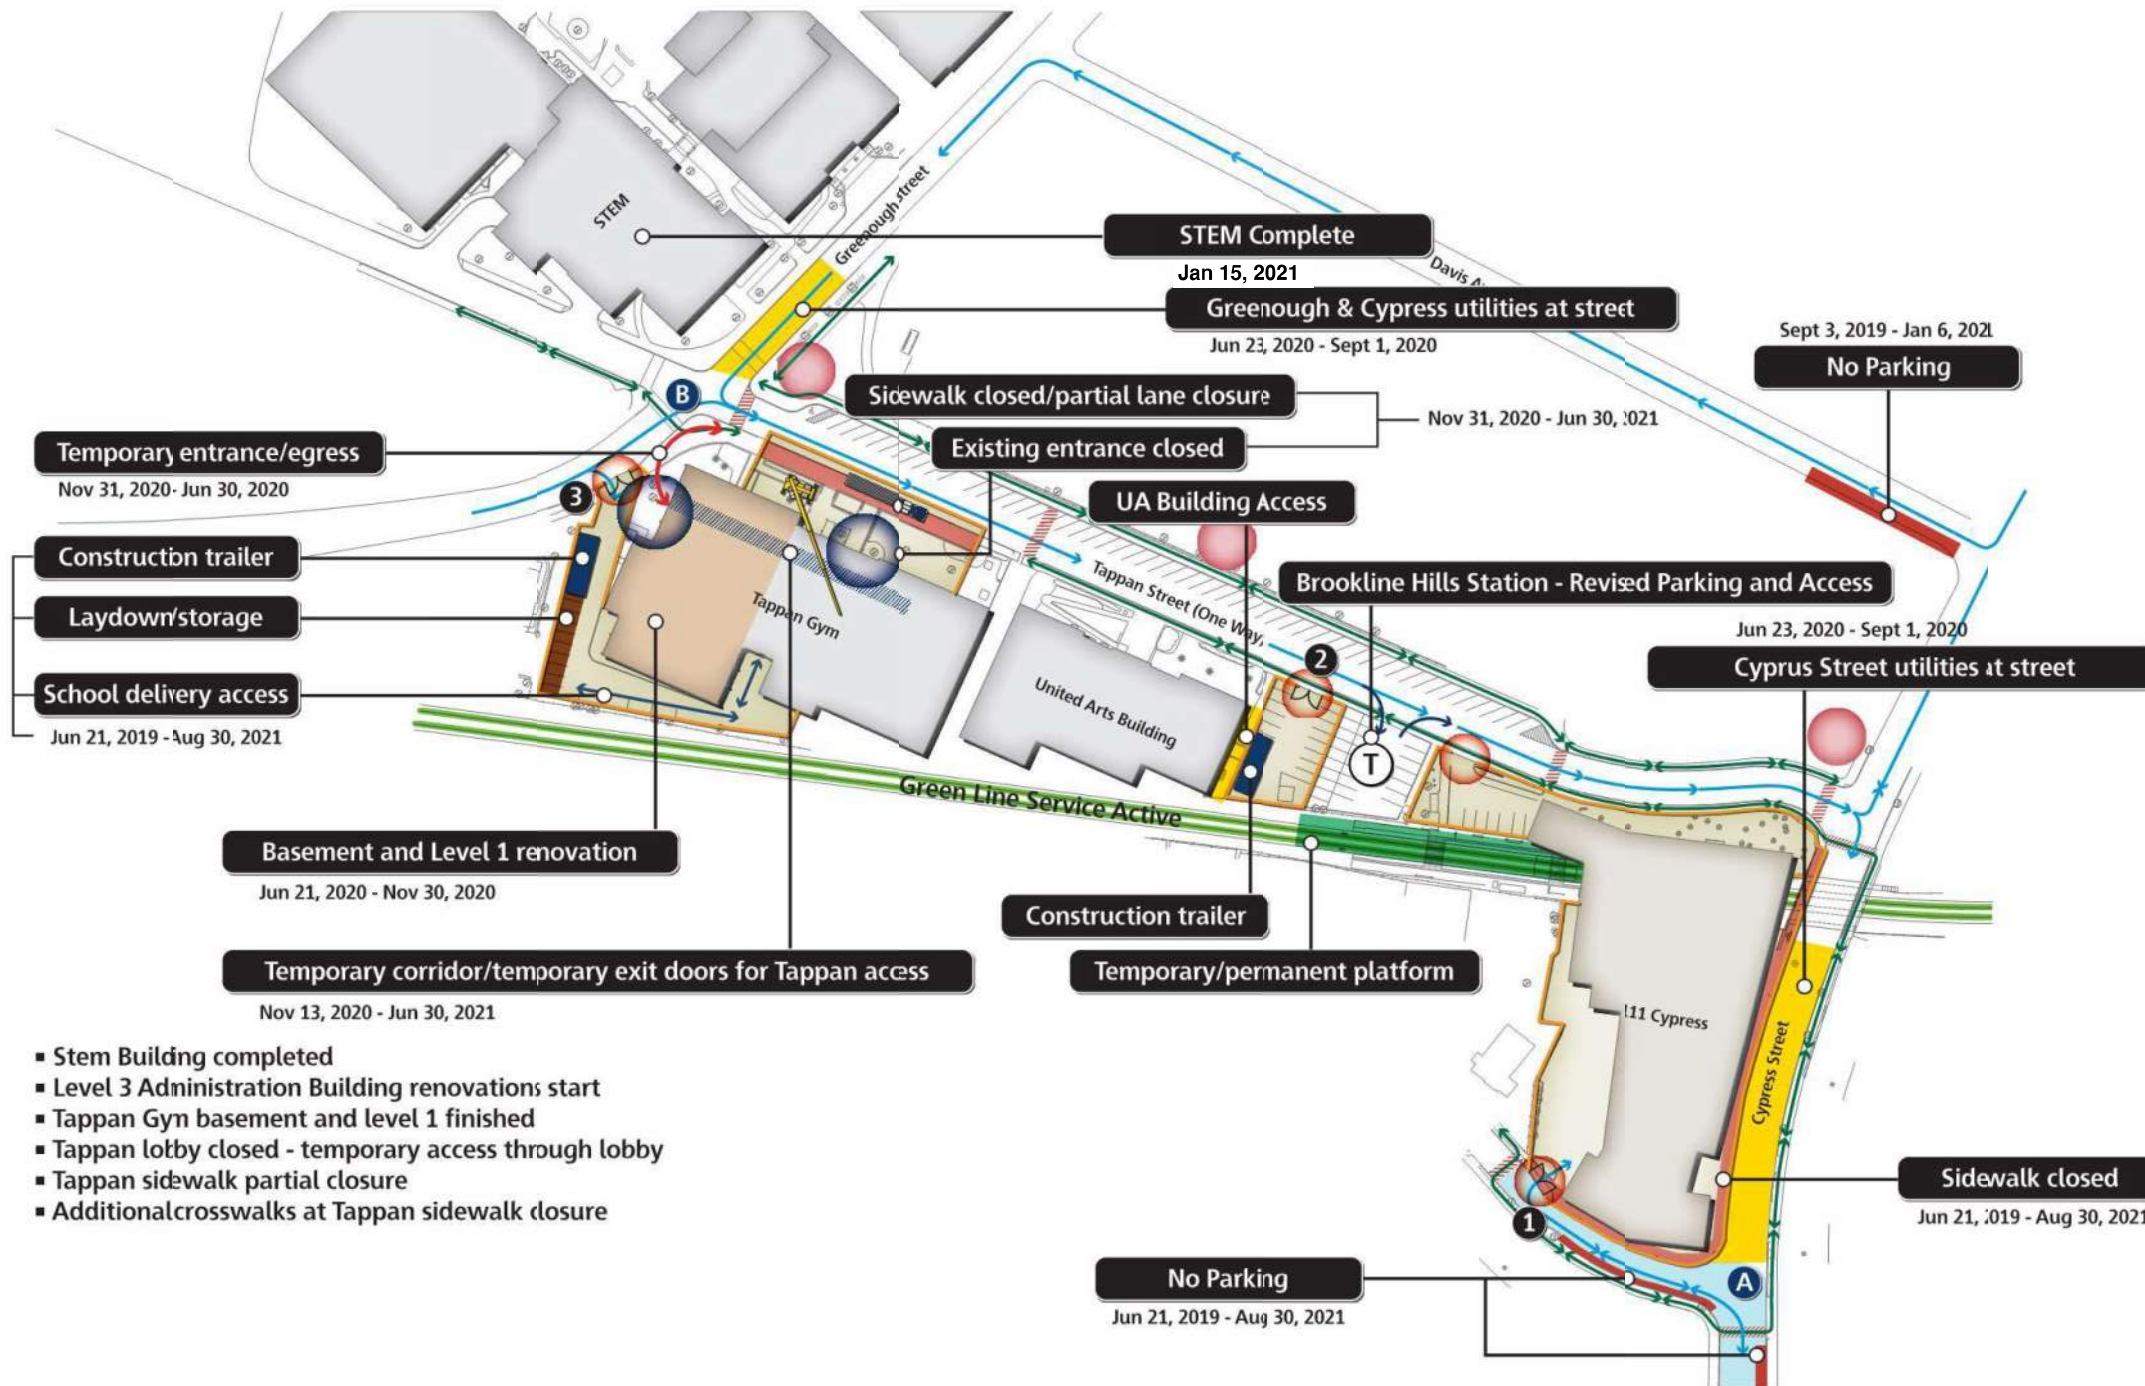 STEM
Greenough street
STEM Complete
Jan 15, 2021
Davis A
Greenough & Cypress utilities at street
Jun 23, 2020 - Sept 1, 2020
Sept 3, 2019 - Jan 6, 2021
No Parking
B
Sidewalk closed/partial lane closure
Existing entrance closed
Nov 31, 2020 - Jun 30, 2021
Temporary entrance/egress
Nov 31, 2020- Jun 30, 2020
3
UA Building Access
Construction trailer
Laydown/storage
School delivery access
Jun 21, 2019 -Aug 30, 2021
Tappan Gym
Tappan Street (One Way)
Brookline Hills Station - Revised Parking and Access
Jun 23, 2020 - Sept 1, 2020
Cyprus Street utilities at street
2
United Arts Building
T
Green Line Service Active
Basement and Level 1 renovation
Jun 21, 2020 - Nov 30, 2020
Construction trailer
Temporary corridor/temporary exit doors for Tappan access
Nov 13, 2020 - Jun 30, 2021
Temporary/permanent platform
111 Cypress
Cypress Street
▪ Stem Building completed
▪ Level 3 Administration Building renovations start
▪ Tappan Gym basement and level 1 finished
▪ Tappan lobby closed - temporary access through lobby
▪ Tappan sidewalk partial closure
▪ Additional crosswalks at Tappan sidewalk closure
Sidewalk closed
Jun 21, 2019 - Aug 30, 2021
1
A
No Parking
Jun 21, 2019 - Aug 30, 2021